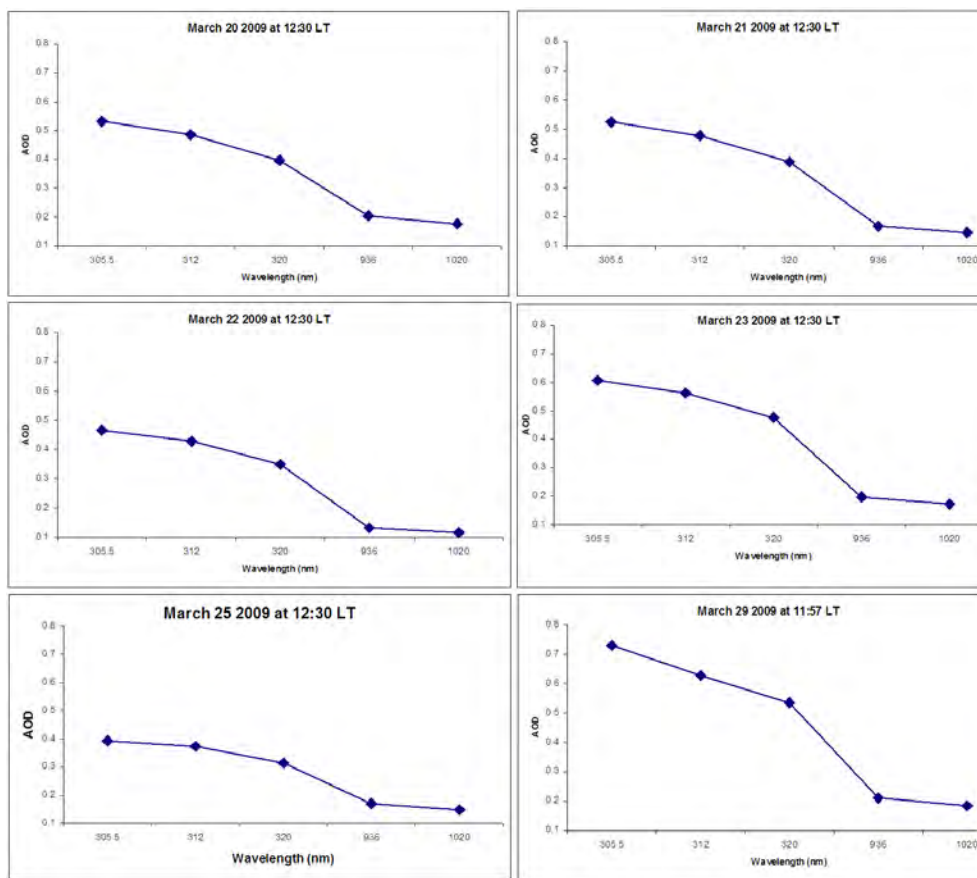 March 20 2009 at 12:30 LT
0.8
0.7
0.6
0.5
0.4
0.3
0.2
0.1
AOD
305.5 312 320 936 1020
Wavelength (nm)
March 21 2009 at 12:30 LT
0.8
0.7
0.6
0.5
0.4
0.3
0.2
0.1
AOD
305.5 312 320 936 1020
Wavelength (nm)
March 22 2009 at 12:30 LT
0.8
0.7
0.6
0.5
0.4
0.3
0.2
0.1
AOD
305.5 312 320 936 1020
Wavelength (nm)
March 23 2009 at 12:30 LT
0.8
0.7
0.6
0.5
0.4
0.3
0.2
0.1
AOD
305.5 312 320 936 1020
Wavelength (nm)
March 25 2009 at 12:30 LT
0.8
0.7
0.6
0.5
0.4
0.3
0.2
0.1
AOD
305.5 312 320 936 1020
Wavelength (nm)
March 29 2009 at 11:57 LT
0.8
0.7
0.6
0.5
0.4
0.3
0.2
0.1
AOD
305.5 312 320 936 1020
Wavelength (nm)